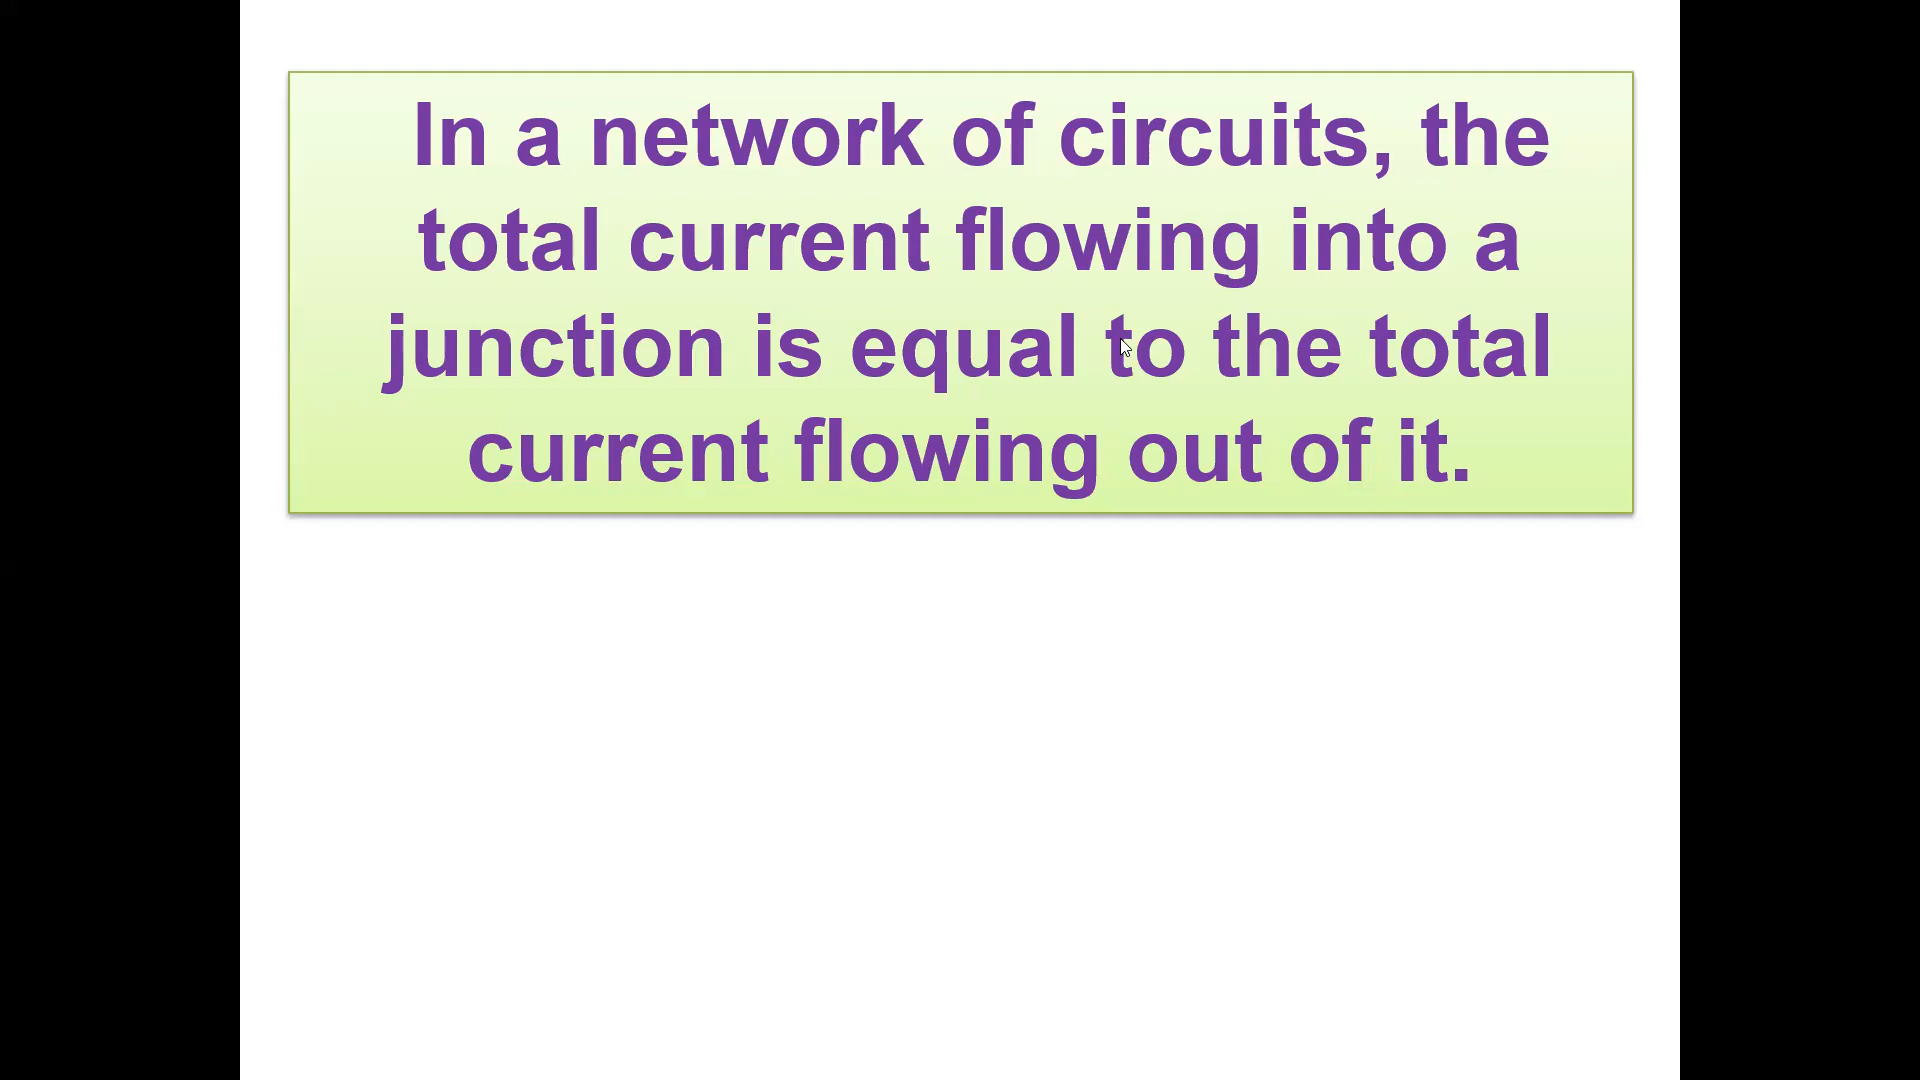 In a network of circuits, the
total current flowing into a
junction is equal to the total
current flowing out of it.